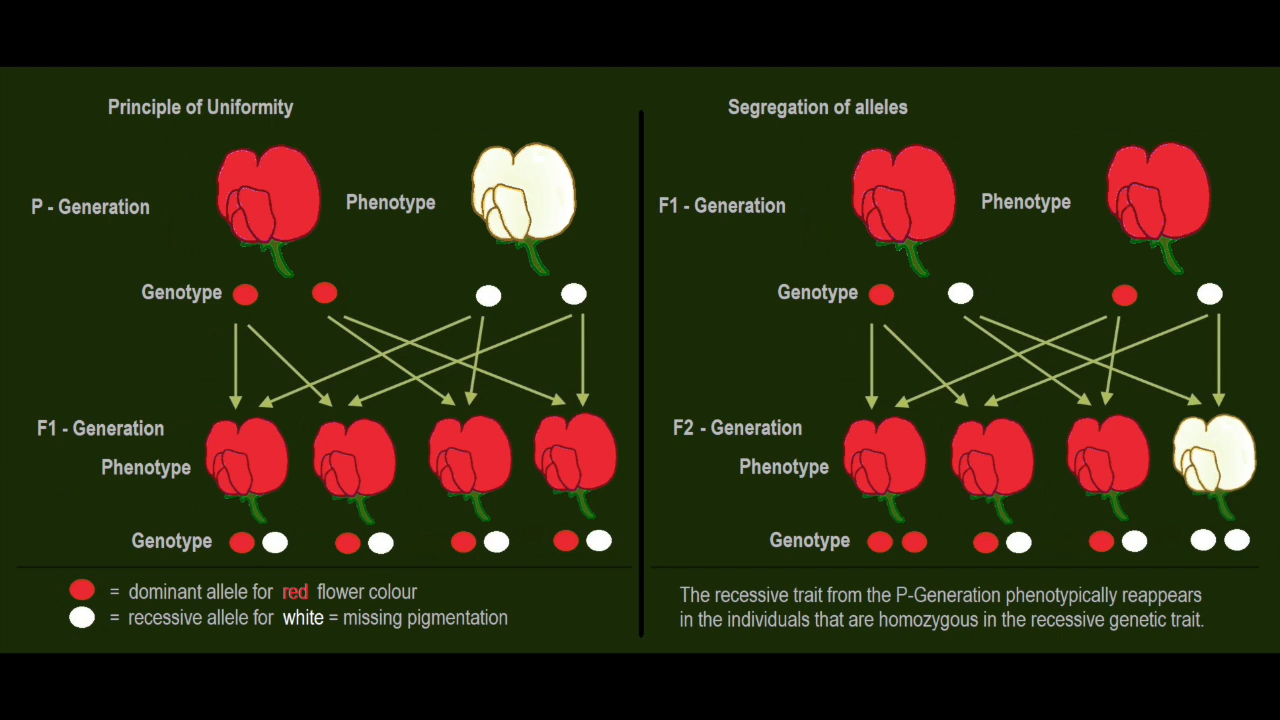 Principle of Uniformity
P - Generation
Phenotype
Genotype
F1 - Generation
Phenotype
Genotype
= dominant allele for red flower colour
= recessive allele for white = missing pigmentation
Segregation of alleles
F1 - Generation
Phenotype
Genotype
F2 - Generation
Phenotype
Genotype
The recessive trait from the P-Generation phenotypically reappears
in the individuals that are homozygous in the recessive genetic trait.